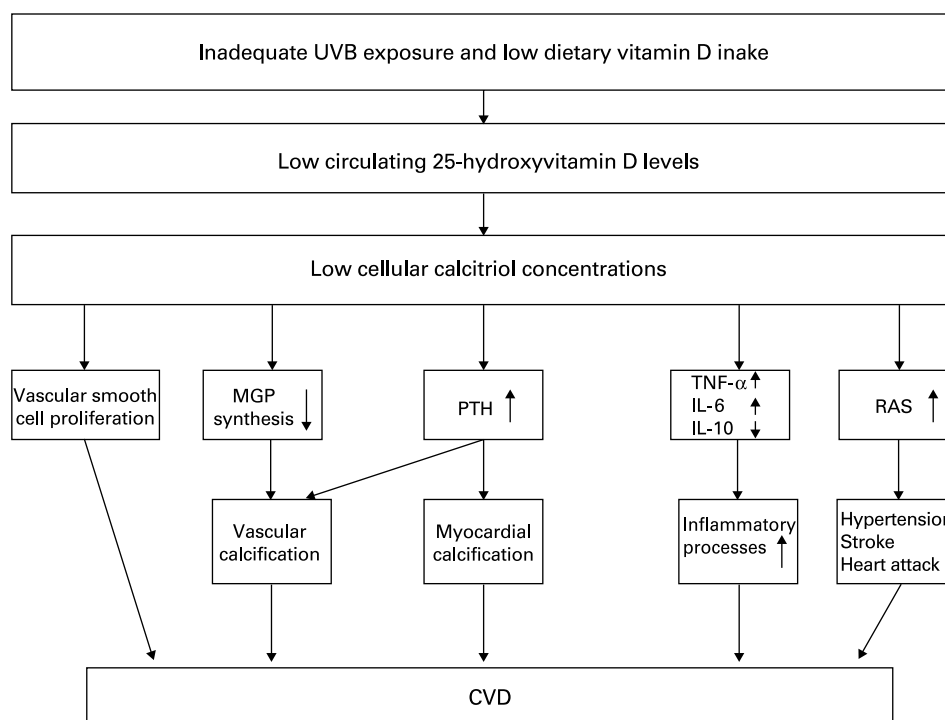 Inadequate UVB exposure and low dietary vitamin D inake
Low circulating 25-hydroxyvitamin D levels
Low cellular calcitriol concentrations
Vascular smooth
cell proliferation
MGP
synthesis ↓
PTH ↑
TNF-α ↑
IL-6 ↑
IL-10 ↓
RAS ↑
Vascular
calcification
Myocardial
calcification
Inflammatory
processes ↑
Hypertension
Stroke
Heart attack
CVD